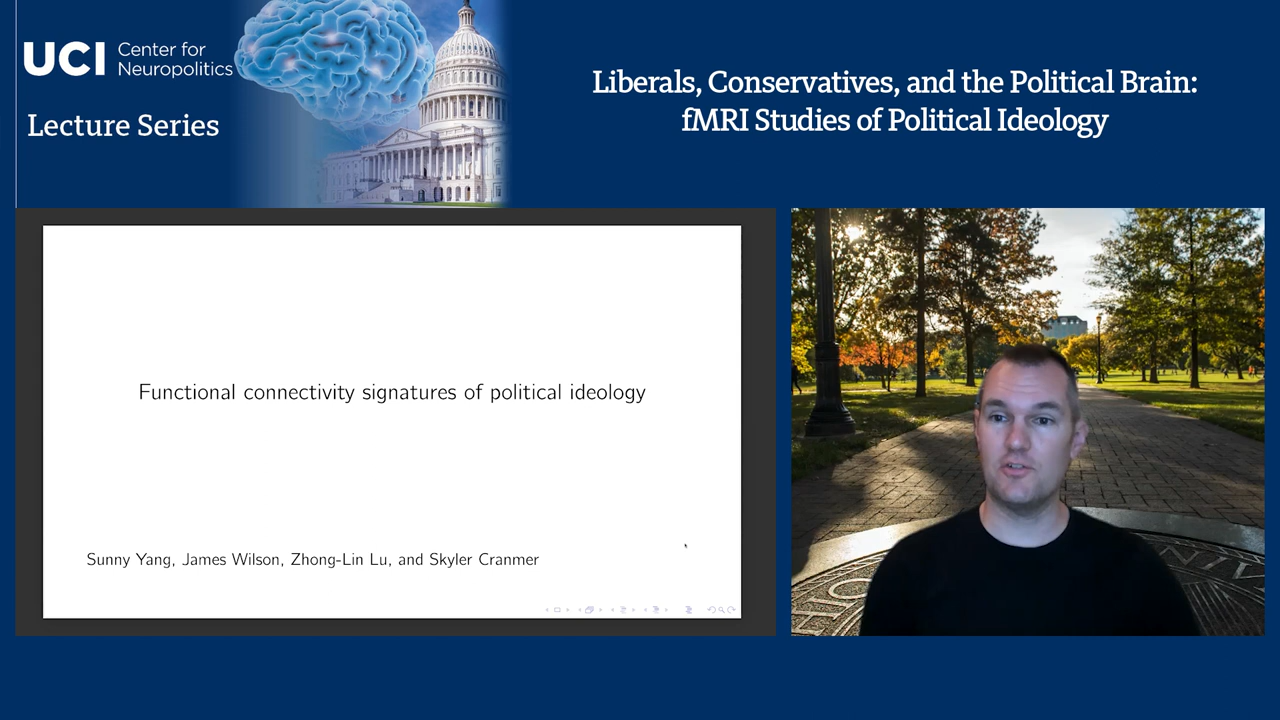 UCI Center for
Neuropolitics
Lecture Series
Liberals, Conservatives, and the Political Brain:
fMRI Studies of Political Ideology
Functional connectivity signatures of political ideology
Sunny Yang, James Wilson, Zhong-Lin Lu, and Skyler Cranmer